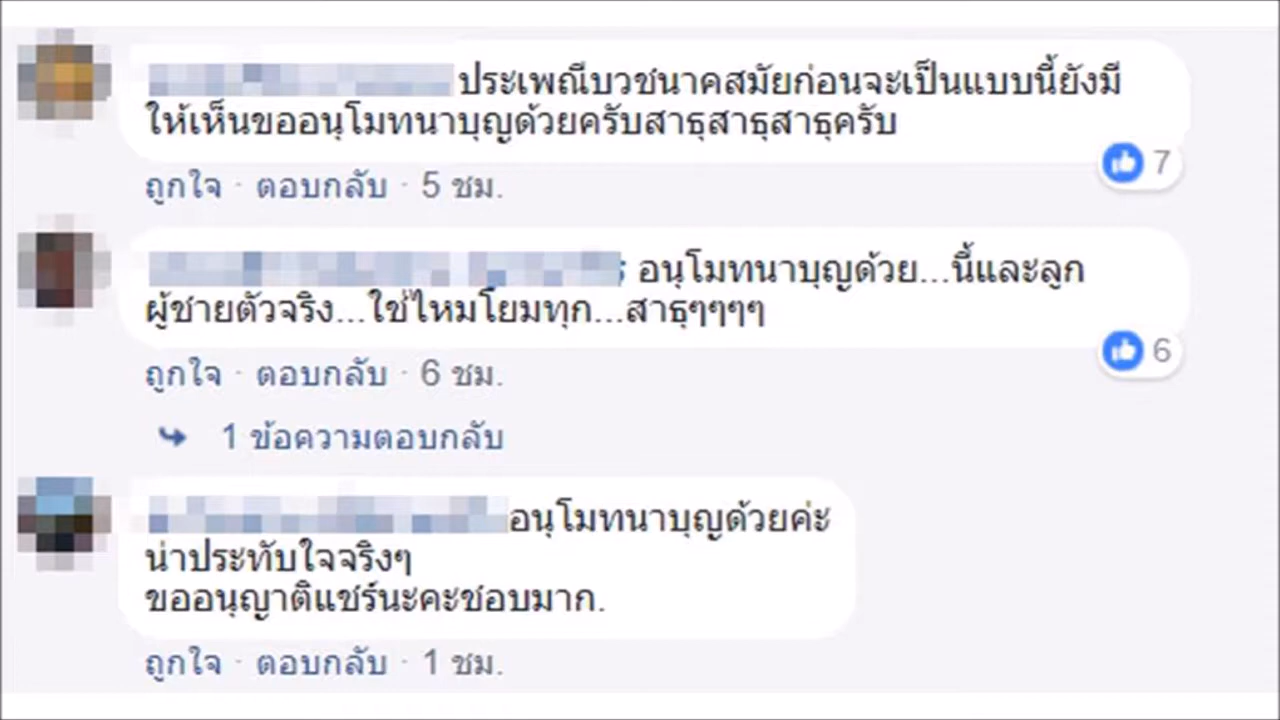 ประเพณีบวชนาคสมัยก่อนจะเป็นแบบนี้ยังมี
ให้เห็นขออนุโมทนาบุญด้วยครับสาธุสาธุสาธุครับ
7
ถูกใจ · ตอบกลับ · 5 ชม.
อนุโมทนาบุญด้วย...นี้และลูก
ผู้ชายตัวจริง...ใช่ไหมโยมทุก...สาธุๆๆๆๆ
6
ถูกใจ · ตอบกลับ · 6 ชม.
1 ข้อความตอบกลับ
อนุโมทนาบุญด้วยค่ะ
น่าประทับใจจริงๆ
ขออนุญาติแชร์นะคะชอบมาก.
ถูกใจ · ตอบกลับ · 1 ชม.